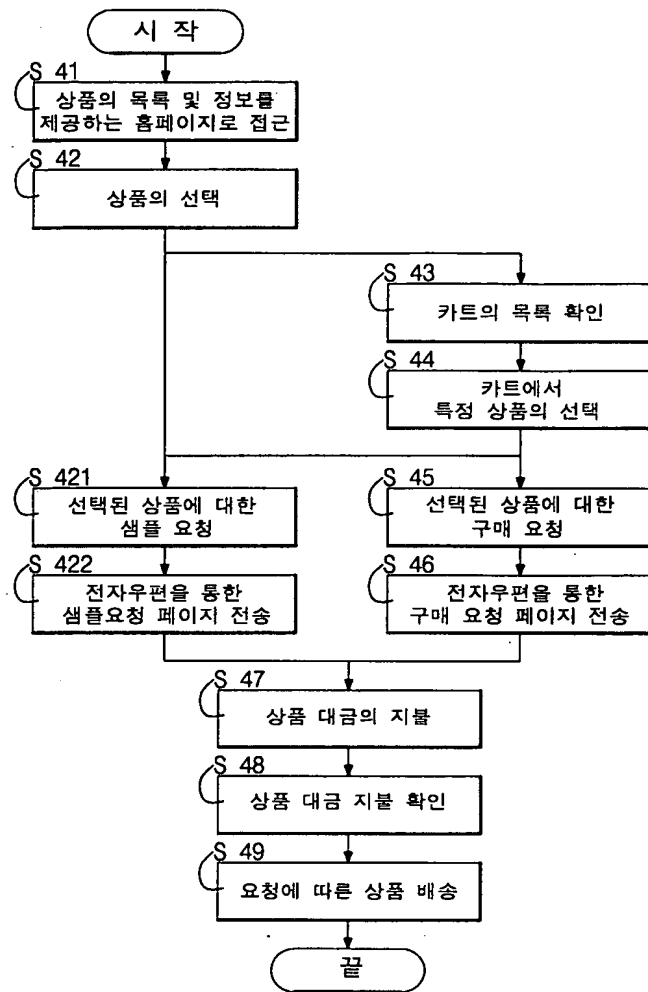 시 작
S 41
상품의 목록 및 정보를
제공하는 홈페이지로 접근
S 42
상품의 선택
S 43
카트의 목록 확인
S 44
카트에서
특정 상품의 선택
S 421
선택된 상품에 대한
샘플 요청
S 45
선택된 상품에 대한
구매 요청
S 422
전자우편을 통한
샘플요청 페이지 전송
S 46
전자우편을 통한
구매 요청 페이지 전송
S 47
상품 대금의 지불
S 48
상품 대금 지불 확인
S 49
요청에 따른 상품 배송
끝